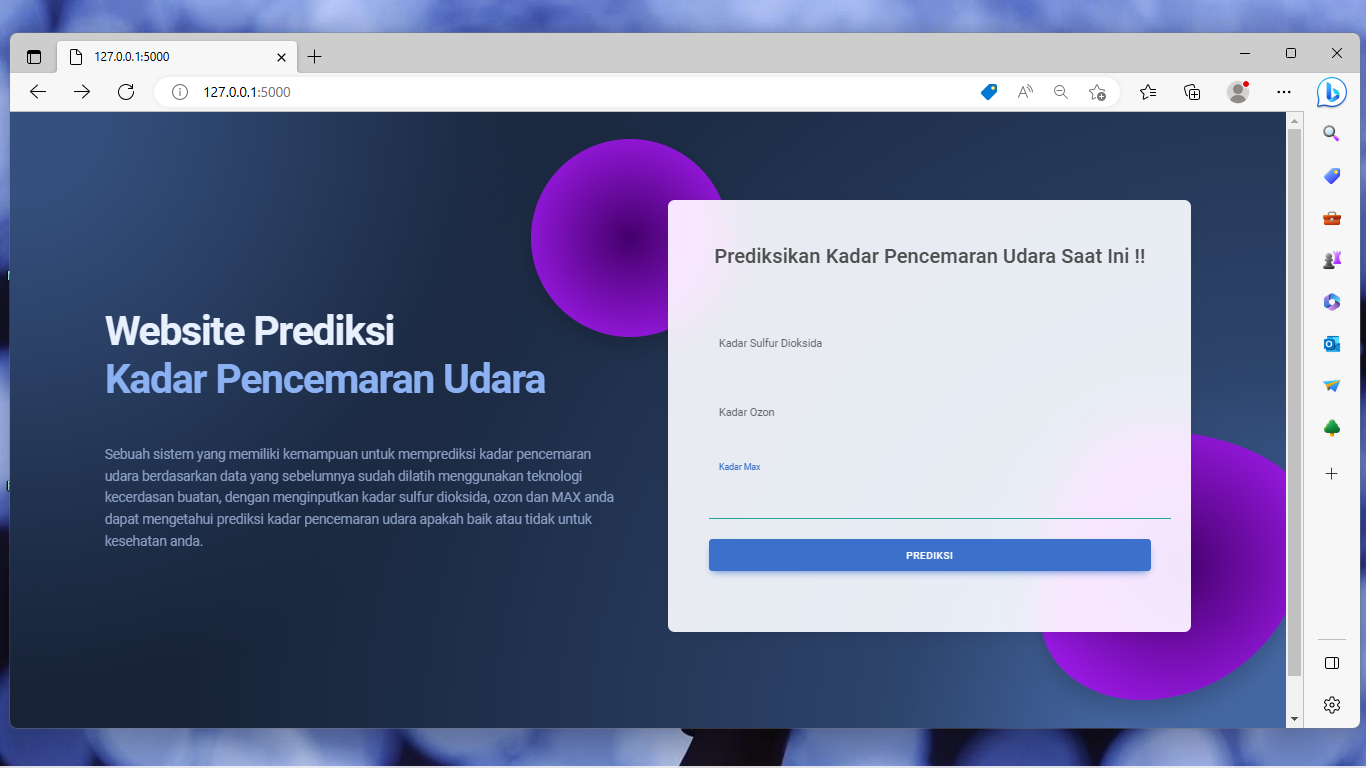 127.0.0.1:5000
127.0.0.1:5000
Website Prediksi
Kadar Pencemaran Udara
Sebuah sistem yang memiliki kemampuan untuk memprediksi kadar pencemaran
udara berdasarkan data yang sebelumnya sudah dilatih menggunakan teknologi
kecerdasan buatan, dengan menginputkan kadar sulfur dioksida, ozon dan MAX anda
dapat mengetahui prediksi kadar pencemaran udara apakah baik atau tidak untuk
kesehatan anda.
Prediksikan Kadar Pencemaran Udara Saat Ini !!
Kadar Sulfur Dioksida
Kadar Ozon
Kadar Max
PREDIKSI